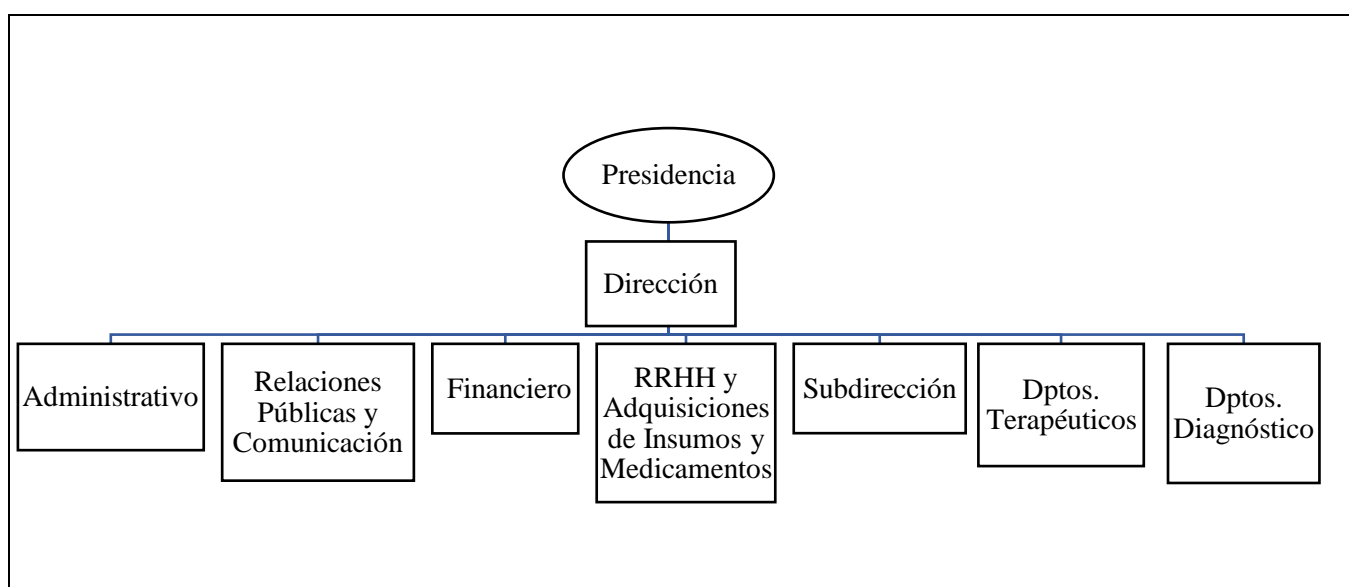 Presidencia
Dirección
Administrativo
Relaciones
Públicas y
Comunicación
Financiero
RRHH y
Adquisiciones
de Insumos y
Medicamentos
Subdirección
Dptos.
Terapéuticos
Dptos.
Diagnóstico